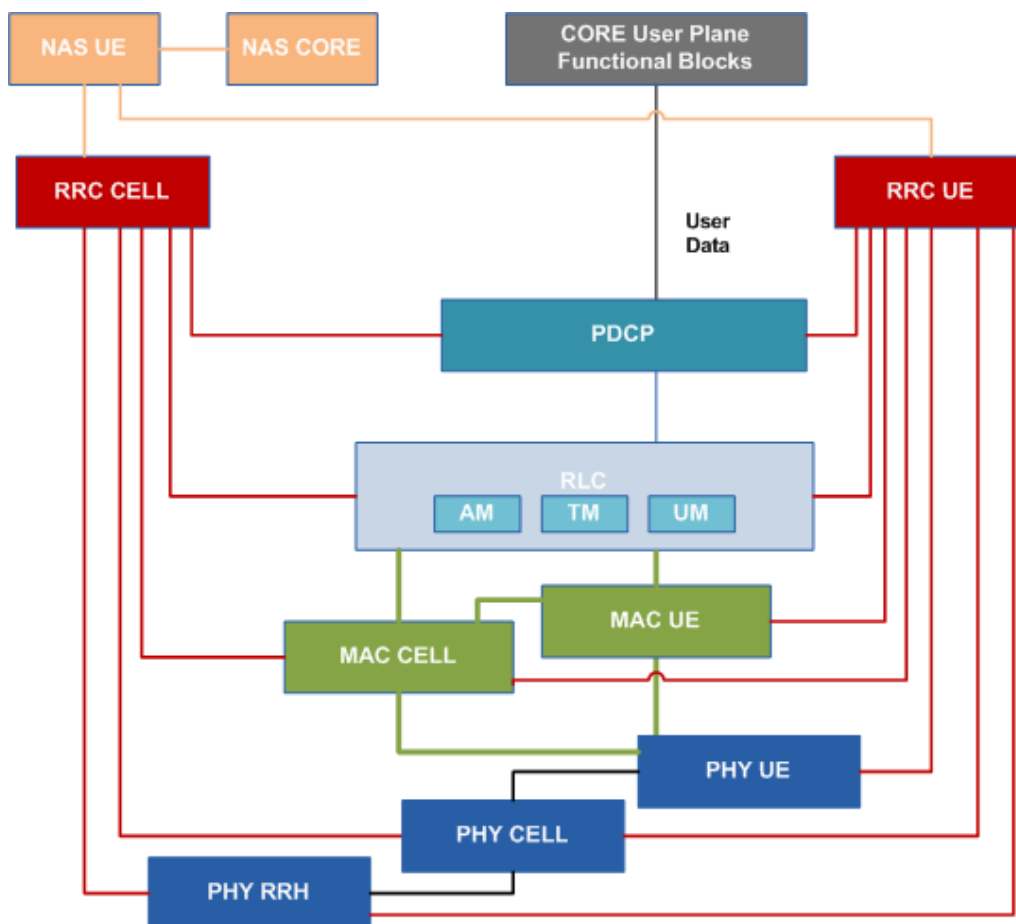 NAS UE
NAS CORE
CORE User Plane
Functional Blocks
RRC CELL
RRC UE
User
Data
PDCP
RLC
AM
TM
UM
MAC UE
MAC CELL
PHY UE
PHY CELL
PHY RRH